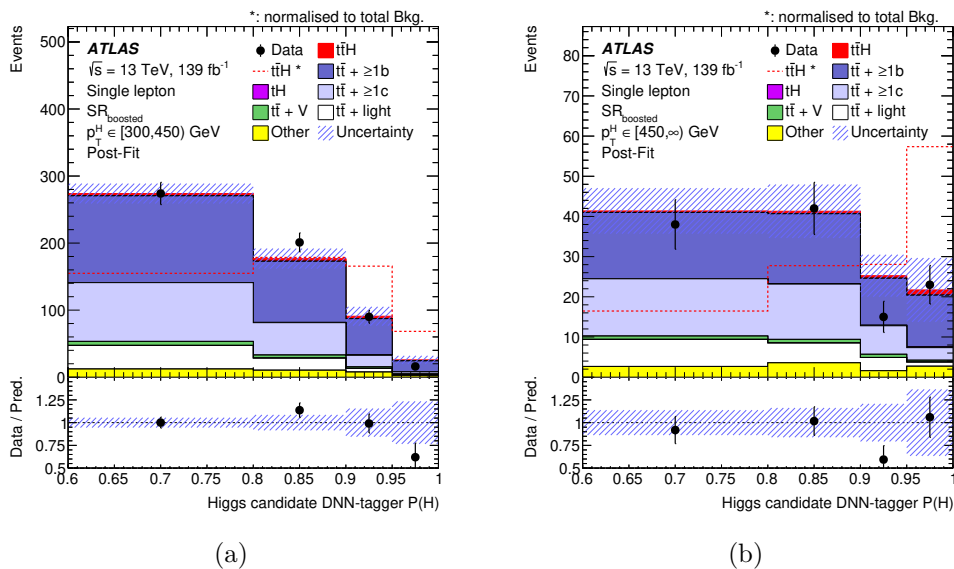 *: normalised to total Bkg.
Events
500
400
300
200
100
0
ATLAS
√s = 13 TeV, 139 fb⁻¹
Single lepton
SR_boosted
p_T^H ∈ [300,450) GeV
Post-Fit
Data
tt̄H
tt̄H *
tt̄ + ≥1b
tH
tt̄ + ≥1c
tt̄ + V
tt̄ + light
Other
Uncertainty
Data / Pred.
1.25
1
0.75
0.5
0.6 0.65 0.7 0.75 0.8 0.85 0.9 0.95 1
Higgs candidate DNN-tagger P(H)
(a)
*: normalised to total Bkg.
Events
80
70
60
50
40
30
20
10
0
ATLAS
√s = 13 TeV, 139 fb⁻¹
Single lepton
SR_boosted
p_T^H ∈ [450,∞) GeV
Post-Fit
Data
tt̄H
tt̄H *
tt̄ + ≥1b
tH
tt̄ + ≥1c
tt̄ + V
tt̄ + light
Other
Uncertainty
Data / Pred.
1.25
1
0.75
0.5
0.6 0.65 0.7 0.75 0.8 0.85 0.9 0.95 1
Higgs candidate DNN-tagger P(H)
(b)